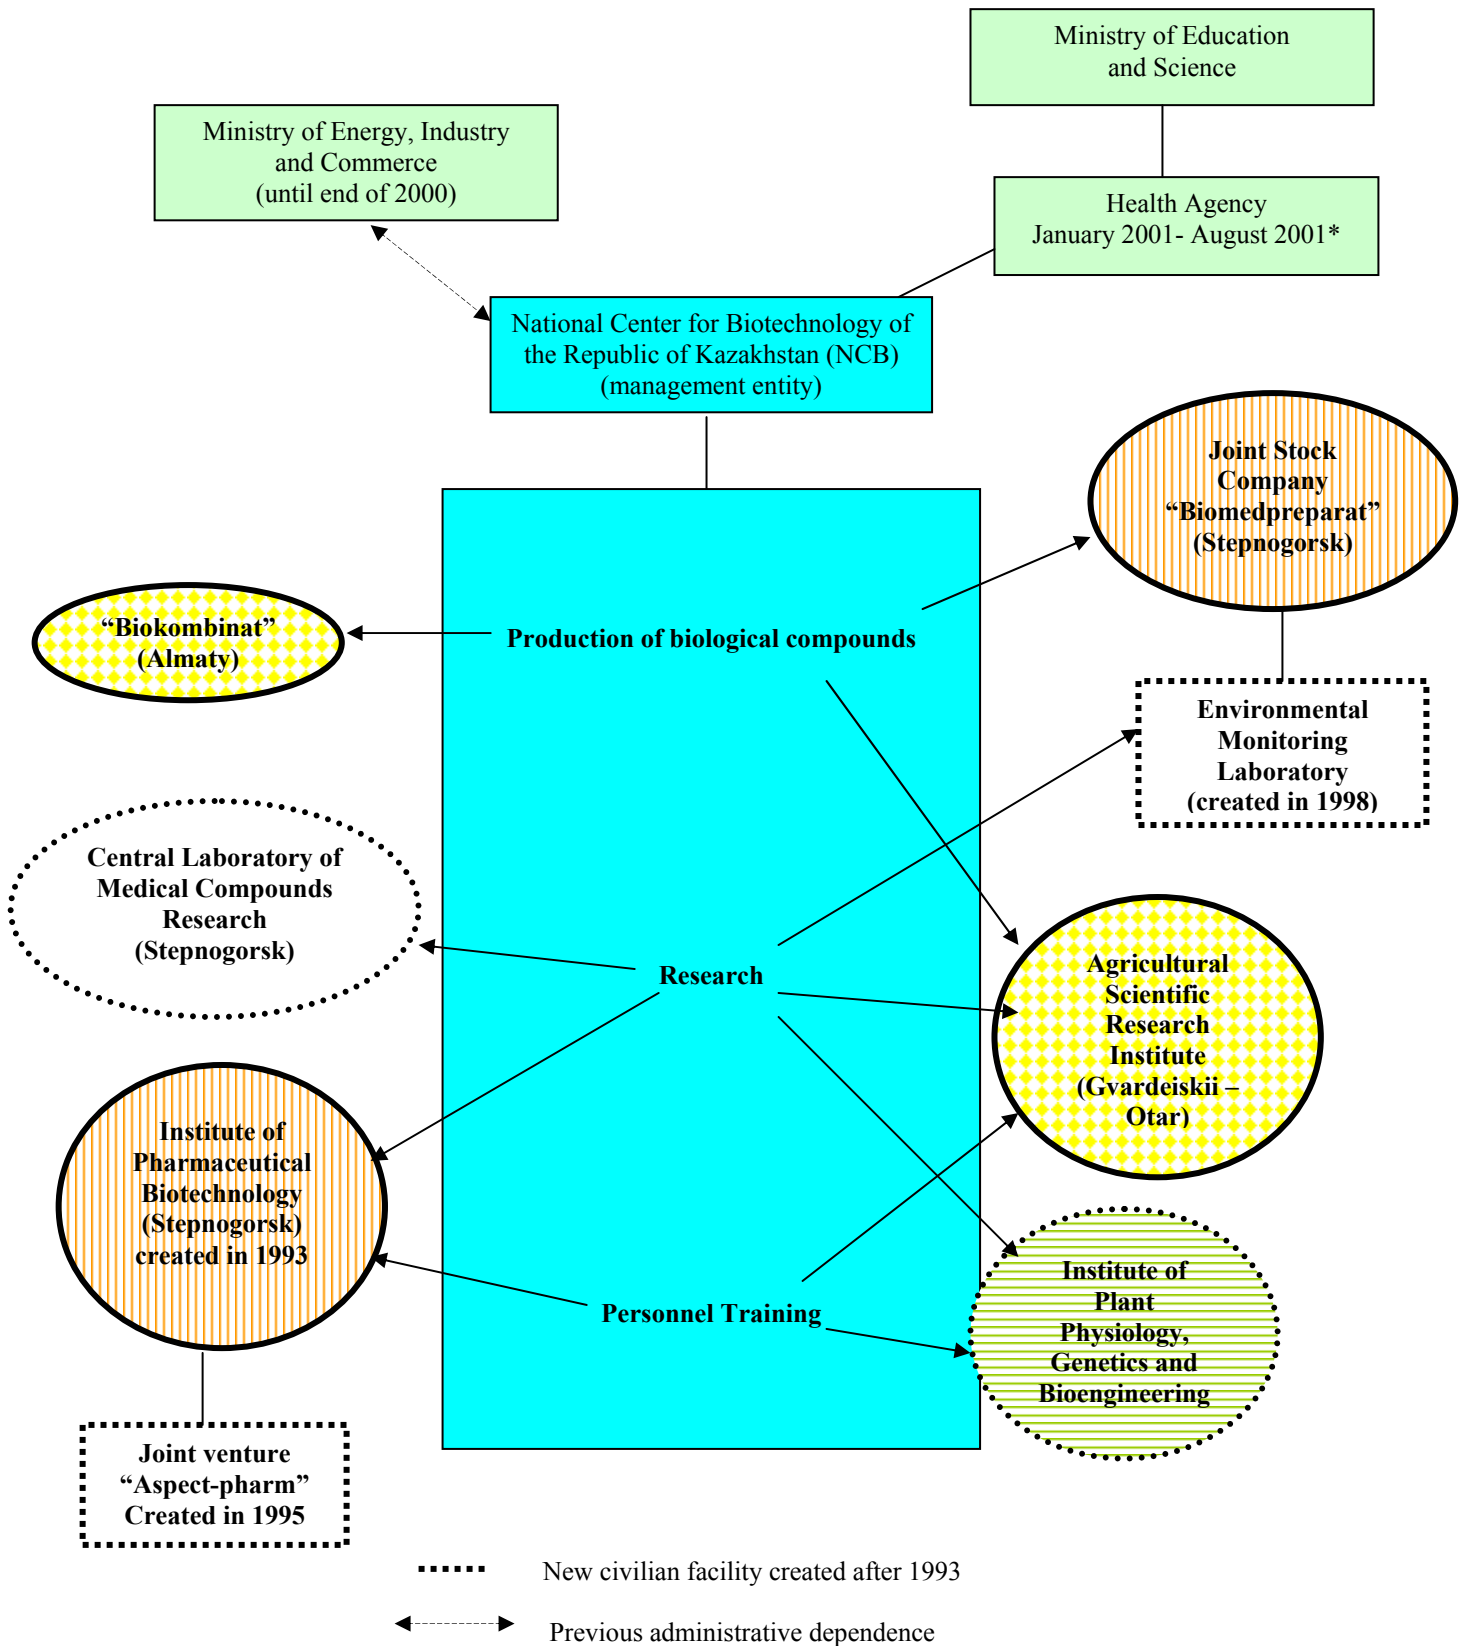 Ministry of Education
and Science
Ministry of Energy, Industry
and Commerce
(until end of 2000)
Health Agency
January 2001- August 2001*
National Center for Biotechnology of
the Republic of Kazakhstan (NCB)
(management entity)
Joint Stock
Company
“Biomedpreparat”
(Stepnogorsk)
“Biokombinat”
(Almaty)
Production of biological compounds
Environmental
Monitoring
Laboratory
(created in 1998)
Central Laboratory of
Medical Compounds
Research
(Stepnogorsk)
Research
Agricultural
Scientific
Research
Institute
(Gvardeiskii –
Otar)
Institute of
Pharmaceutical
Biotechnology
(Stepnogorsk)
created in 1993
Personnel Training
Institute of
Plant
Physiology,
Genetics and
Bioengineering
Joint venture
“Aspect-pharm”
Created in 1995
New civilian facility created after 1993
Previous administrative dependence